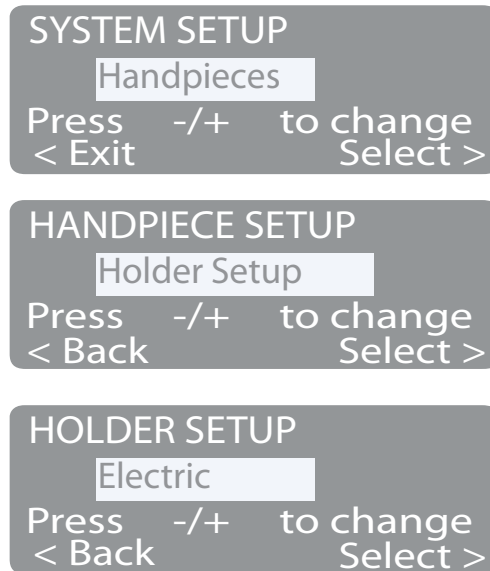 SYSTEM SETUP
Handpieces
Press -/+ to change
< Exit Select >
HANDPIECE SETUP
Holder Setup
Press -/+ to change
< Back Select >
HOLDER SETUP
Electric
Press -/+ to change
< Back Select >